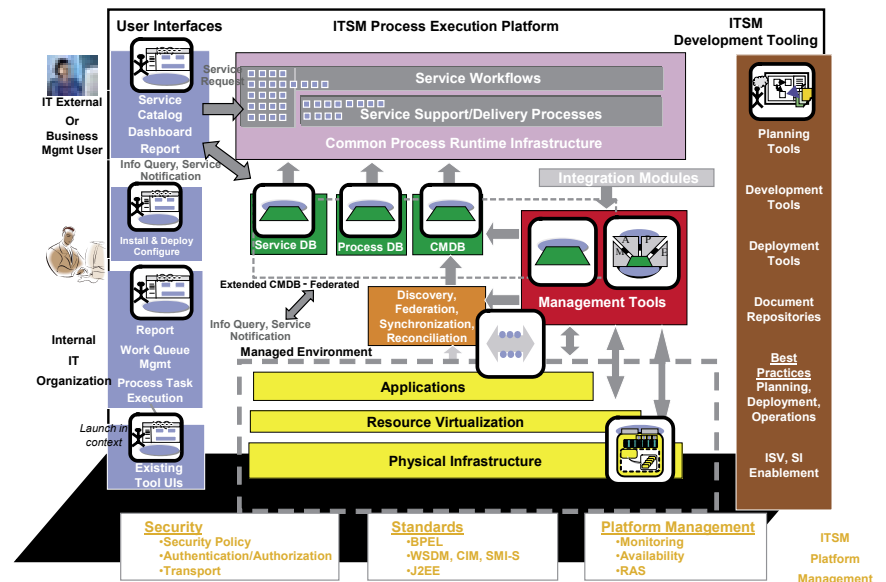 User Interfaces
ITSM Process Execution Platform
ITSM
Development Tooling
IT External
Or
Business
Mgmt User
Service
Catalog
Dashboard
Report
Service
Request
Service Workflows
Service Support/Delivery Processes
Common Process Runtime Infrastructure
Info Query, Service
Notification
Integration Modules
Install & Deploy
Configure
Service DB
Process DB
CMDB
A
P
M
E
Management Tools
Extended CMDB - Federated
Discovery,
Federation,
Synchronization,
Reconciliation
Info Query, Service
Notification
Managed Environment
Internal
IT
Organization
Report
Work Queue
Mgmt
Process Task
Execution
Launch in
context
Existing
Tool UIs
Applications
Resource Virtualization
Physical Infrastructure
Planning
Tools
Development
Tools
Deployment
Tools
Document
Repositories
Best
Practices
Planning,
Deployment,
Operations
ISV, SI
Enablement
Security
•Security Policy
•Authentication/Authorization
•Transport
Standards
•BPEL
•WSDM, CIM, SMI-S
•J2EE
Platform Management
•Monitoring
•Availability
•RAS
ITSM
Platform
Management